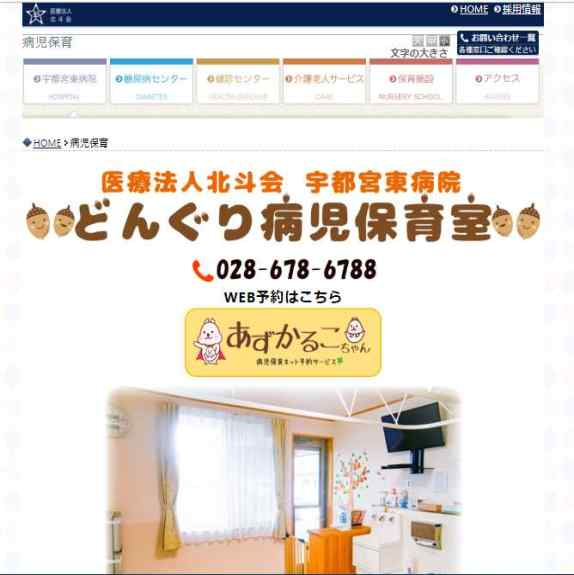 医療法人
北斗会
HOME 採用情報
病児保育
文字の大きさ
お問い合わせ一覧
各種窓口ご確認ください
宇都宮東病院 糖尿病センター 健診センター 介護老人サービス 保育施設 アクセス
HOSPITAL DIABETES HEALTH SCREENING CARE NURSERY SCHOOL ACCESS
HOME 病児保育
医療法人北斗会 宇都宮東病院
どんぐり病児保育室
028-678-6788
WEB予約はこちら
あずかるこちゃん
病児保育ネット予約サービス